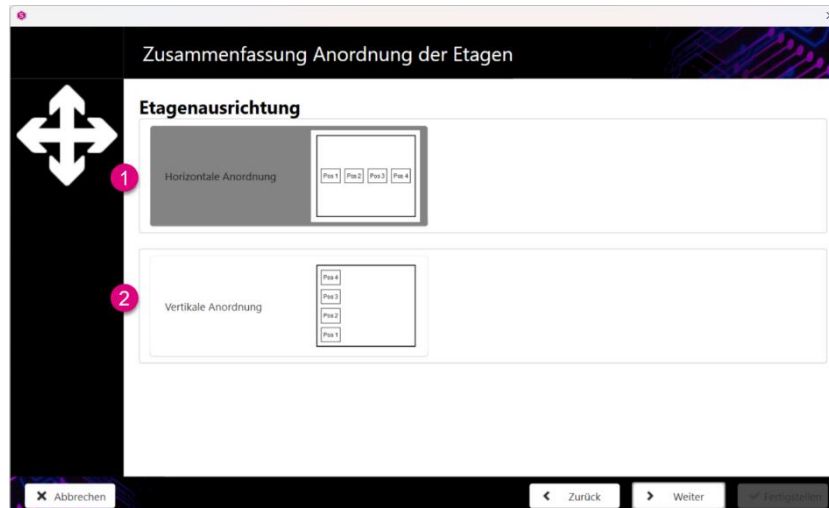 Zusammenfassung Anordnung der Etagen
Etagenausrichtung
1
Horizontale Anordnung
Pos 1 Pos 2 Pos 3 Pos 4
2
Vertikale Anordnung
Pos 4
Pos 3
Pos 2
Pos 1
Abbrechen
Zurück
Weiter
Fertigstellen